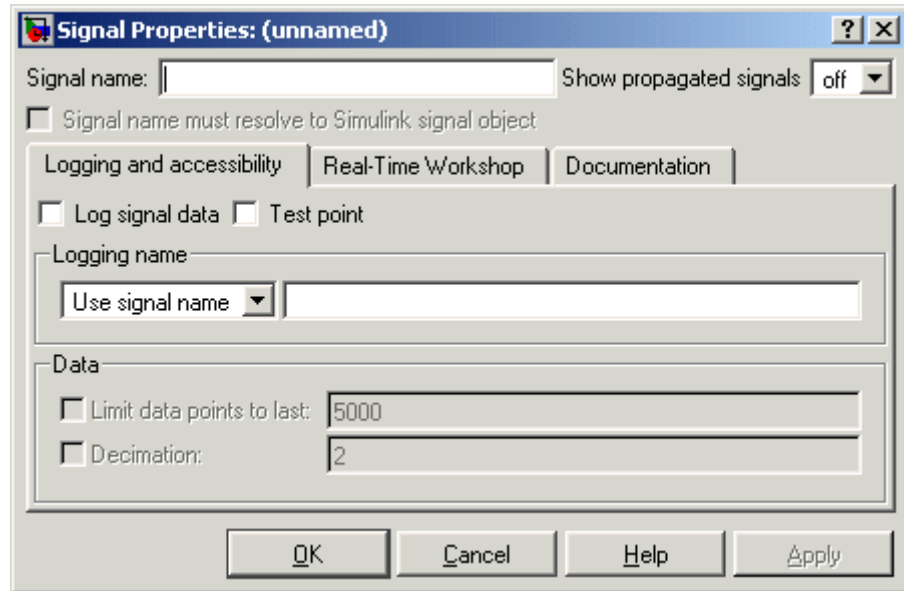 Signal Properties: (unnamed)
Signal name: Show propagated signals off
Signal name must resolve to Simulink signal object
Logging and accessibility Real-Time Workshop Documentation
Log signal data Test point
Logging name
Use signal name
Data
Limit data points to last: 5000
Decimation: 2
OK Cancel Help Apply